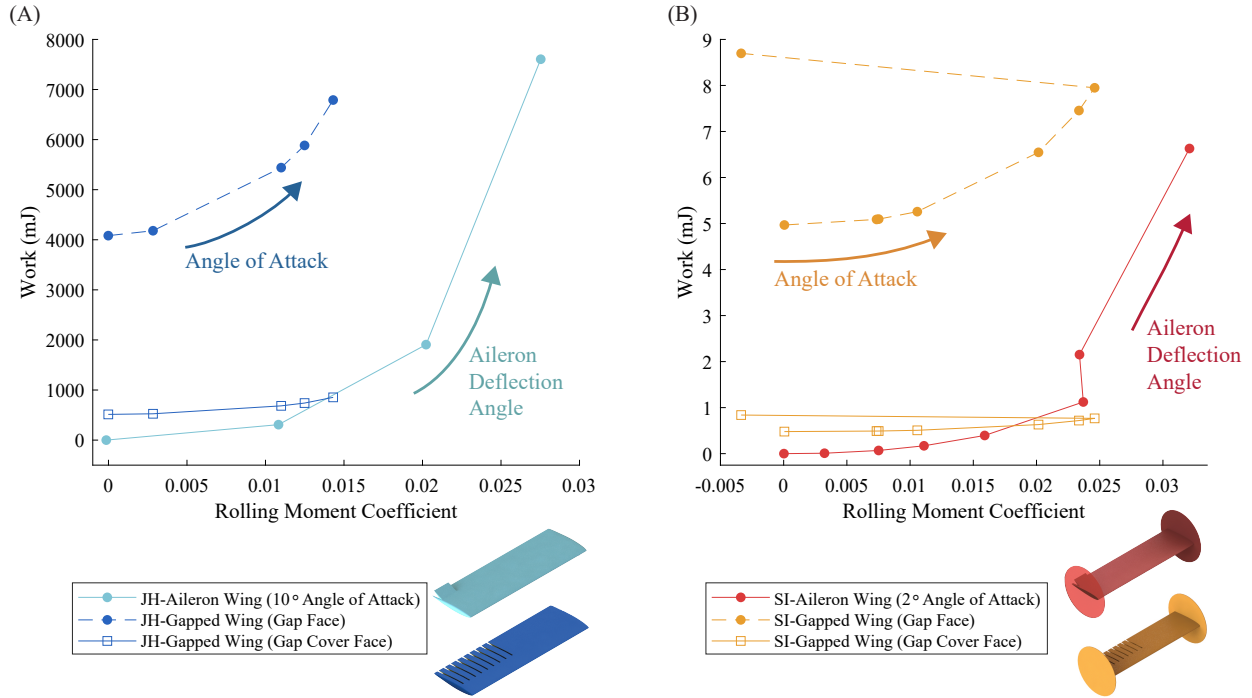 (A)
8000
7000
6000
5000
4000
3000
2000
1000
0
Work (mJ)
0
0.005
0.01
0.015
0.02
0.025
0.03
Rolling Moment Coefficient
Angle of Attack
Aileron
Deflection
Angle
JH-Aileron Wing (10° Angle of Attack)
JH-Gapped Wing (Gap Face)
JH-Gapped Wing (Gap Cover Face)
(B)
9
8
7
6
5
4
3
2
1
0
Work (mJ)
-0.005
0
0.005
0.01
0.015
0.02
0.025
0.03
Rolling Moment Coefficient
Angle of Attack
Aileron
Deflection
Angle
SI-Aileron Wing (2° Angle of Attack)
SI-Gapped Wing (Gap Face)
SI-Gapped Wing (Gap Cover Face)